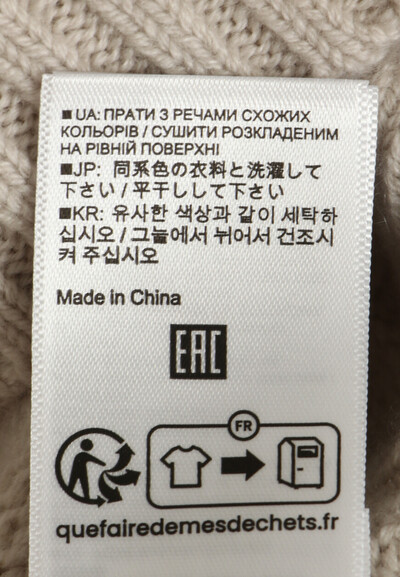 ■ UA: ПРАТИ З РЕЧАМИ СХОЖИХ
КОЛЬОРІВ / СУШИТИ РОЗКЛАДЕНИМ
НА РІВНІЙ ПОВЕРХНІ
■JP: 同系色の衣料と洗濯して
下さい / 平干しして下さい
■KR: 유사한 색상과 같이 세탁하
십시오 / 그늘에서 뉘어서 건조시
켜 주십시오
Made in China
EAC
FR
quefairedemesdechets.fr